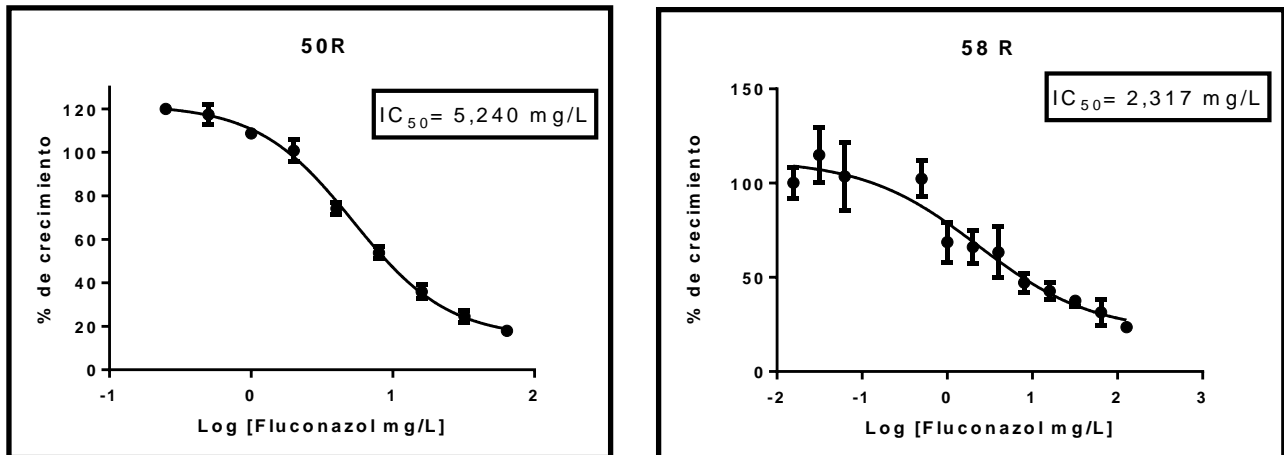 50R
IC50= 5,240 mg/L
120
100
80
60
40
20
0
% de crecimiento
-1
0
1
2
Log [Fluconazol mg/L]
58 R
IC50= 2,317 mg/L
150
100
50
0
% de crecimiento
-2
-1
0
1
2
3
Log [Fluconazol mg/L]